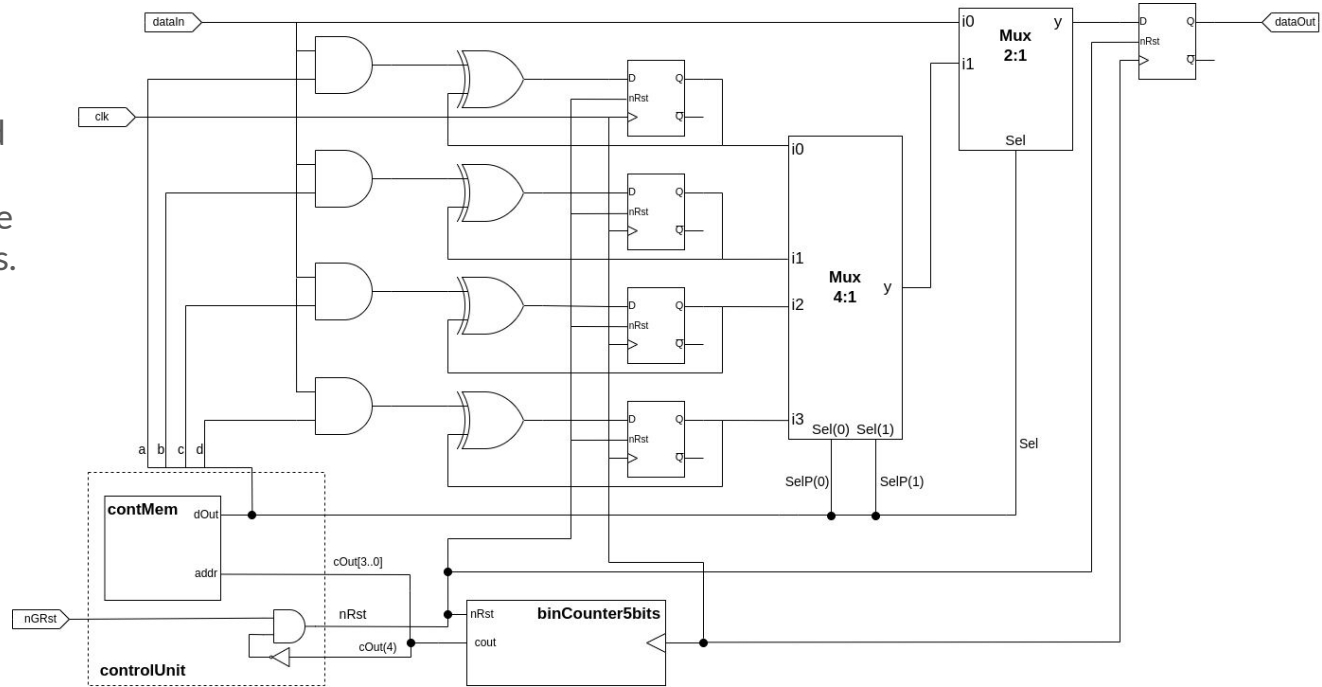 dataIn
i0
y
Mux
2:1
i1
Sel
D
Q
nRst
Q
dataOut
clk
D
Q
nRst
Q
D
Q
nRst
Q
D
Q
nRst
Q
D
Q
nRst
Q
i0
i1
i2
i3
Mux
4:1
y
Sel(0)
Sel(1)
SelP(0)
SelP(1)
Sel
e
s.
a
b
c
d
contMem
dOut
addr
cOut[3..0]
nGRst
nRst
cOut(4)
controlUnit
nRst
binCounter5bits
cout